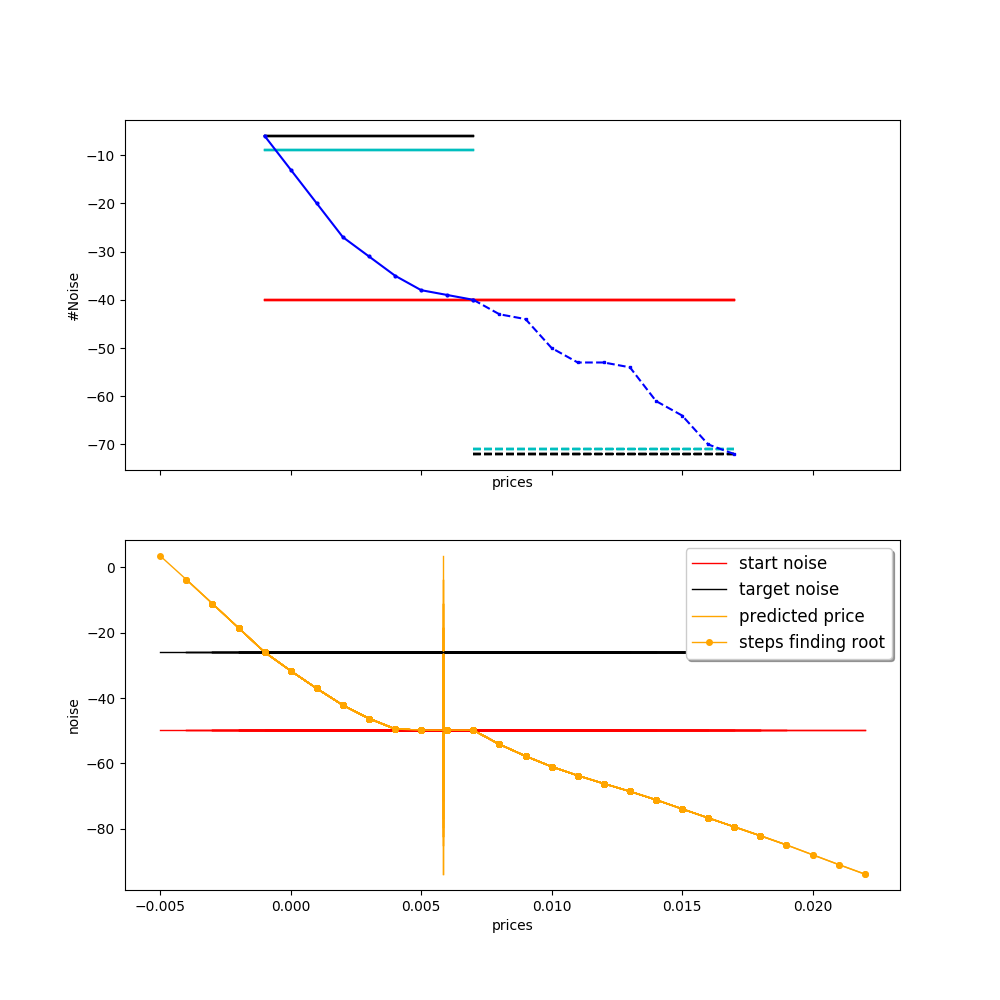 −10
−20
−30
−40
−50
−60
−70
#Noise
prices
0
−20
−40
−60
−80
noise
start noise
target noise
predicted price
steps finding root
−0.005 0.000 0.005 0.010 0.015 0.020
prices